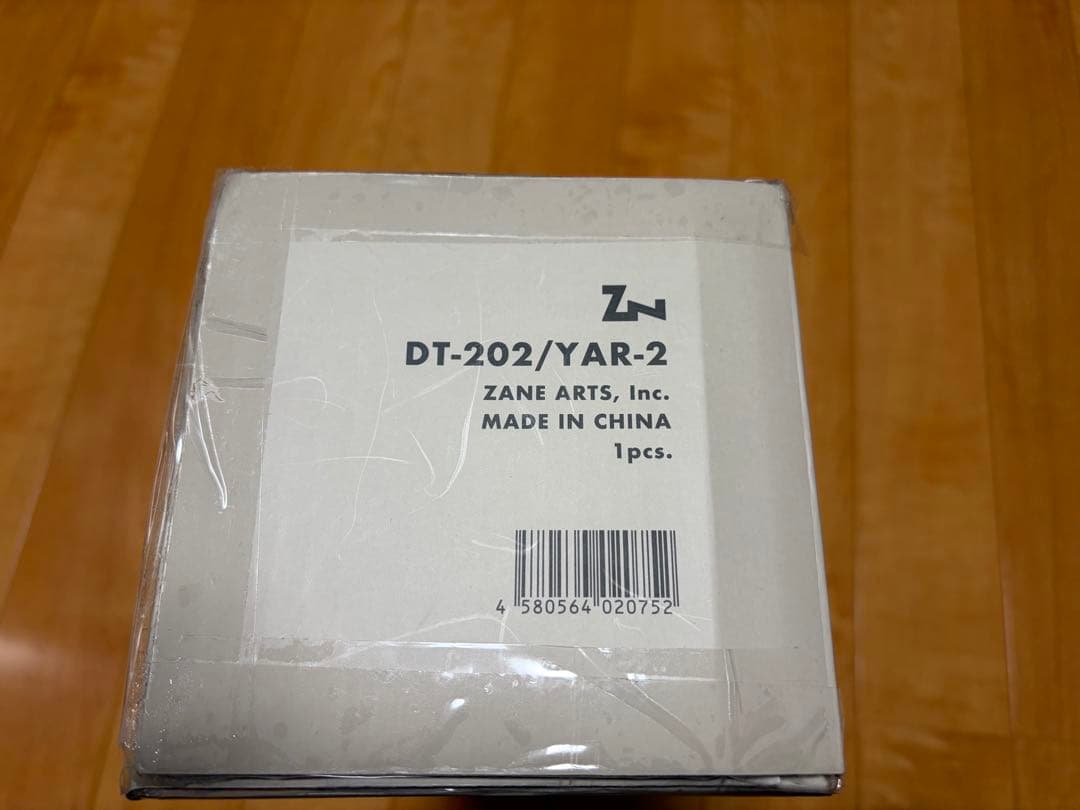 ZN
DT-202/YAR-2
ZANE ARTS, Inc.
MADE IN CHINA
1pcs.
4 580564 020752